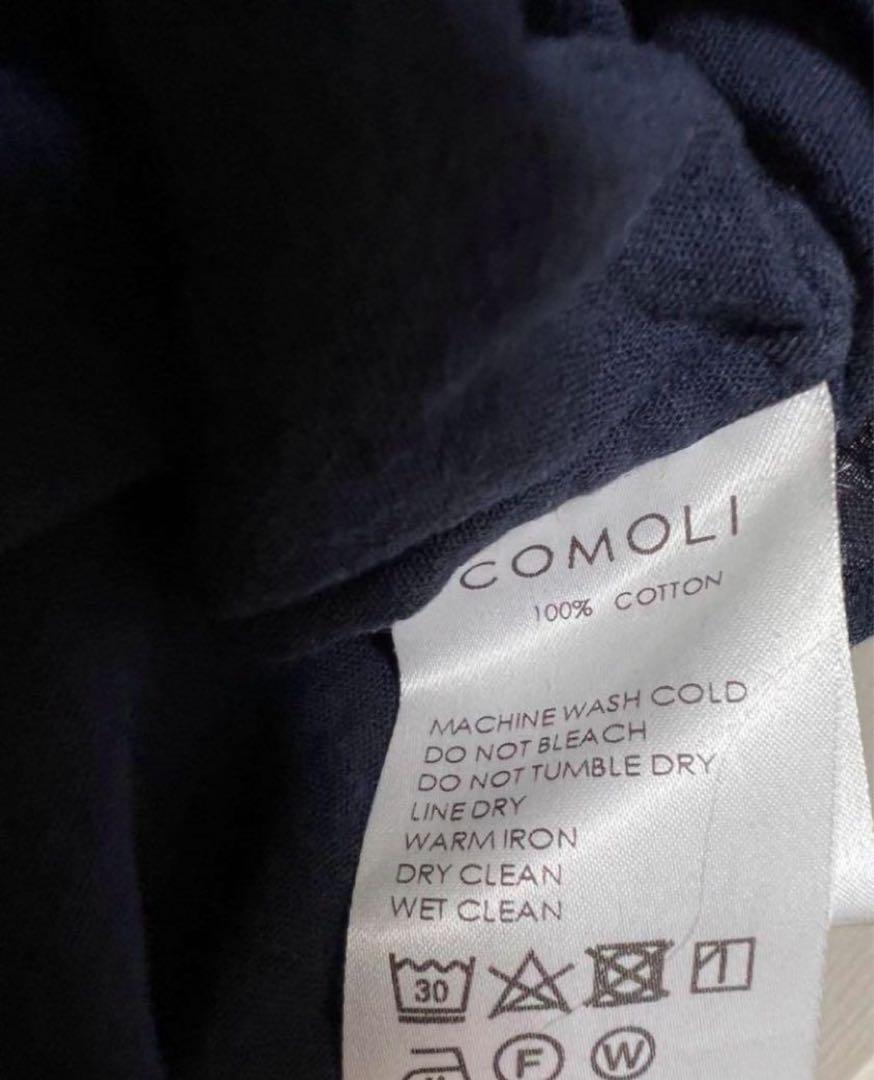 COMOLI
100% COTTON
MACHINE WASH COLD
DO NOT BLEACH
DO NOT TUMBLE DRY
LINE DRY
WARM IRON
DRY CLEAN
WET CLEAN
30
F W